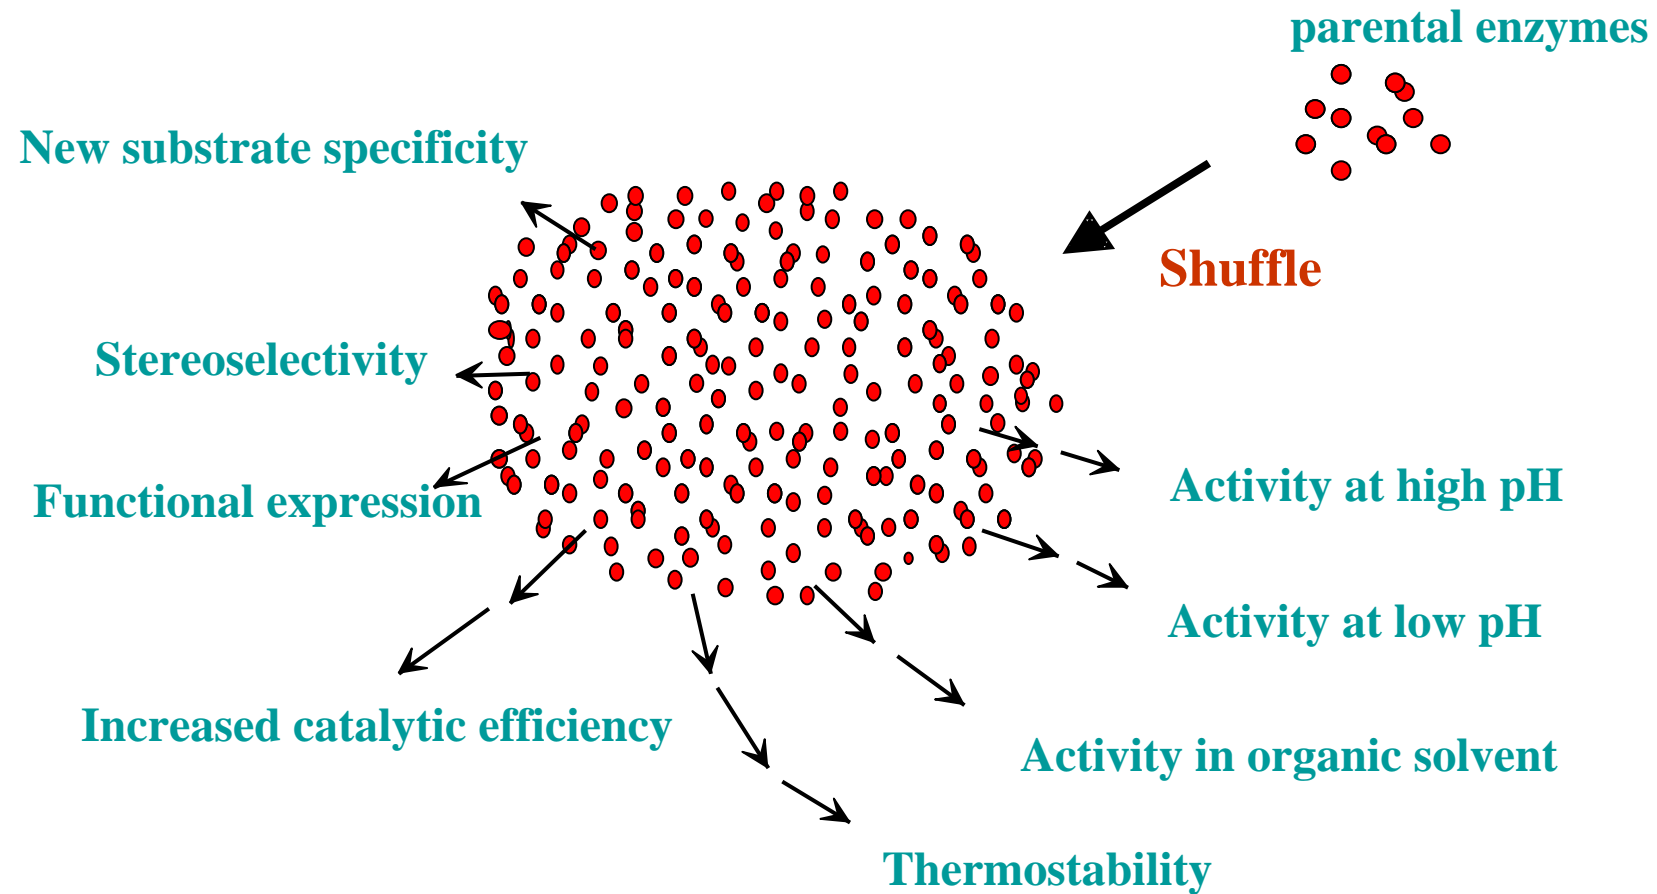 parental enzymes
New substrate specificity
Shuffle
Stereoselectivity
Functional expression
Activity at high pH
Activity at low pH
Increased catalytic efficiency
Activity in organic solvent
Thermostability